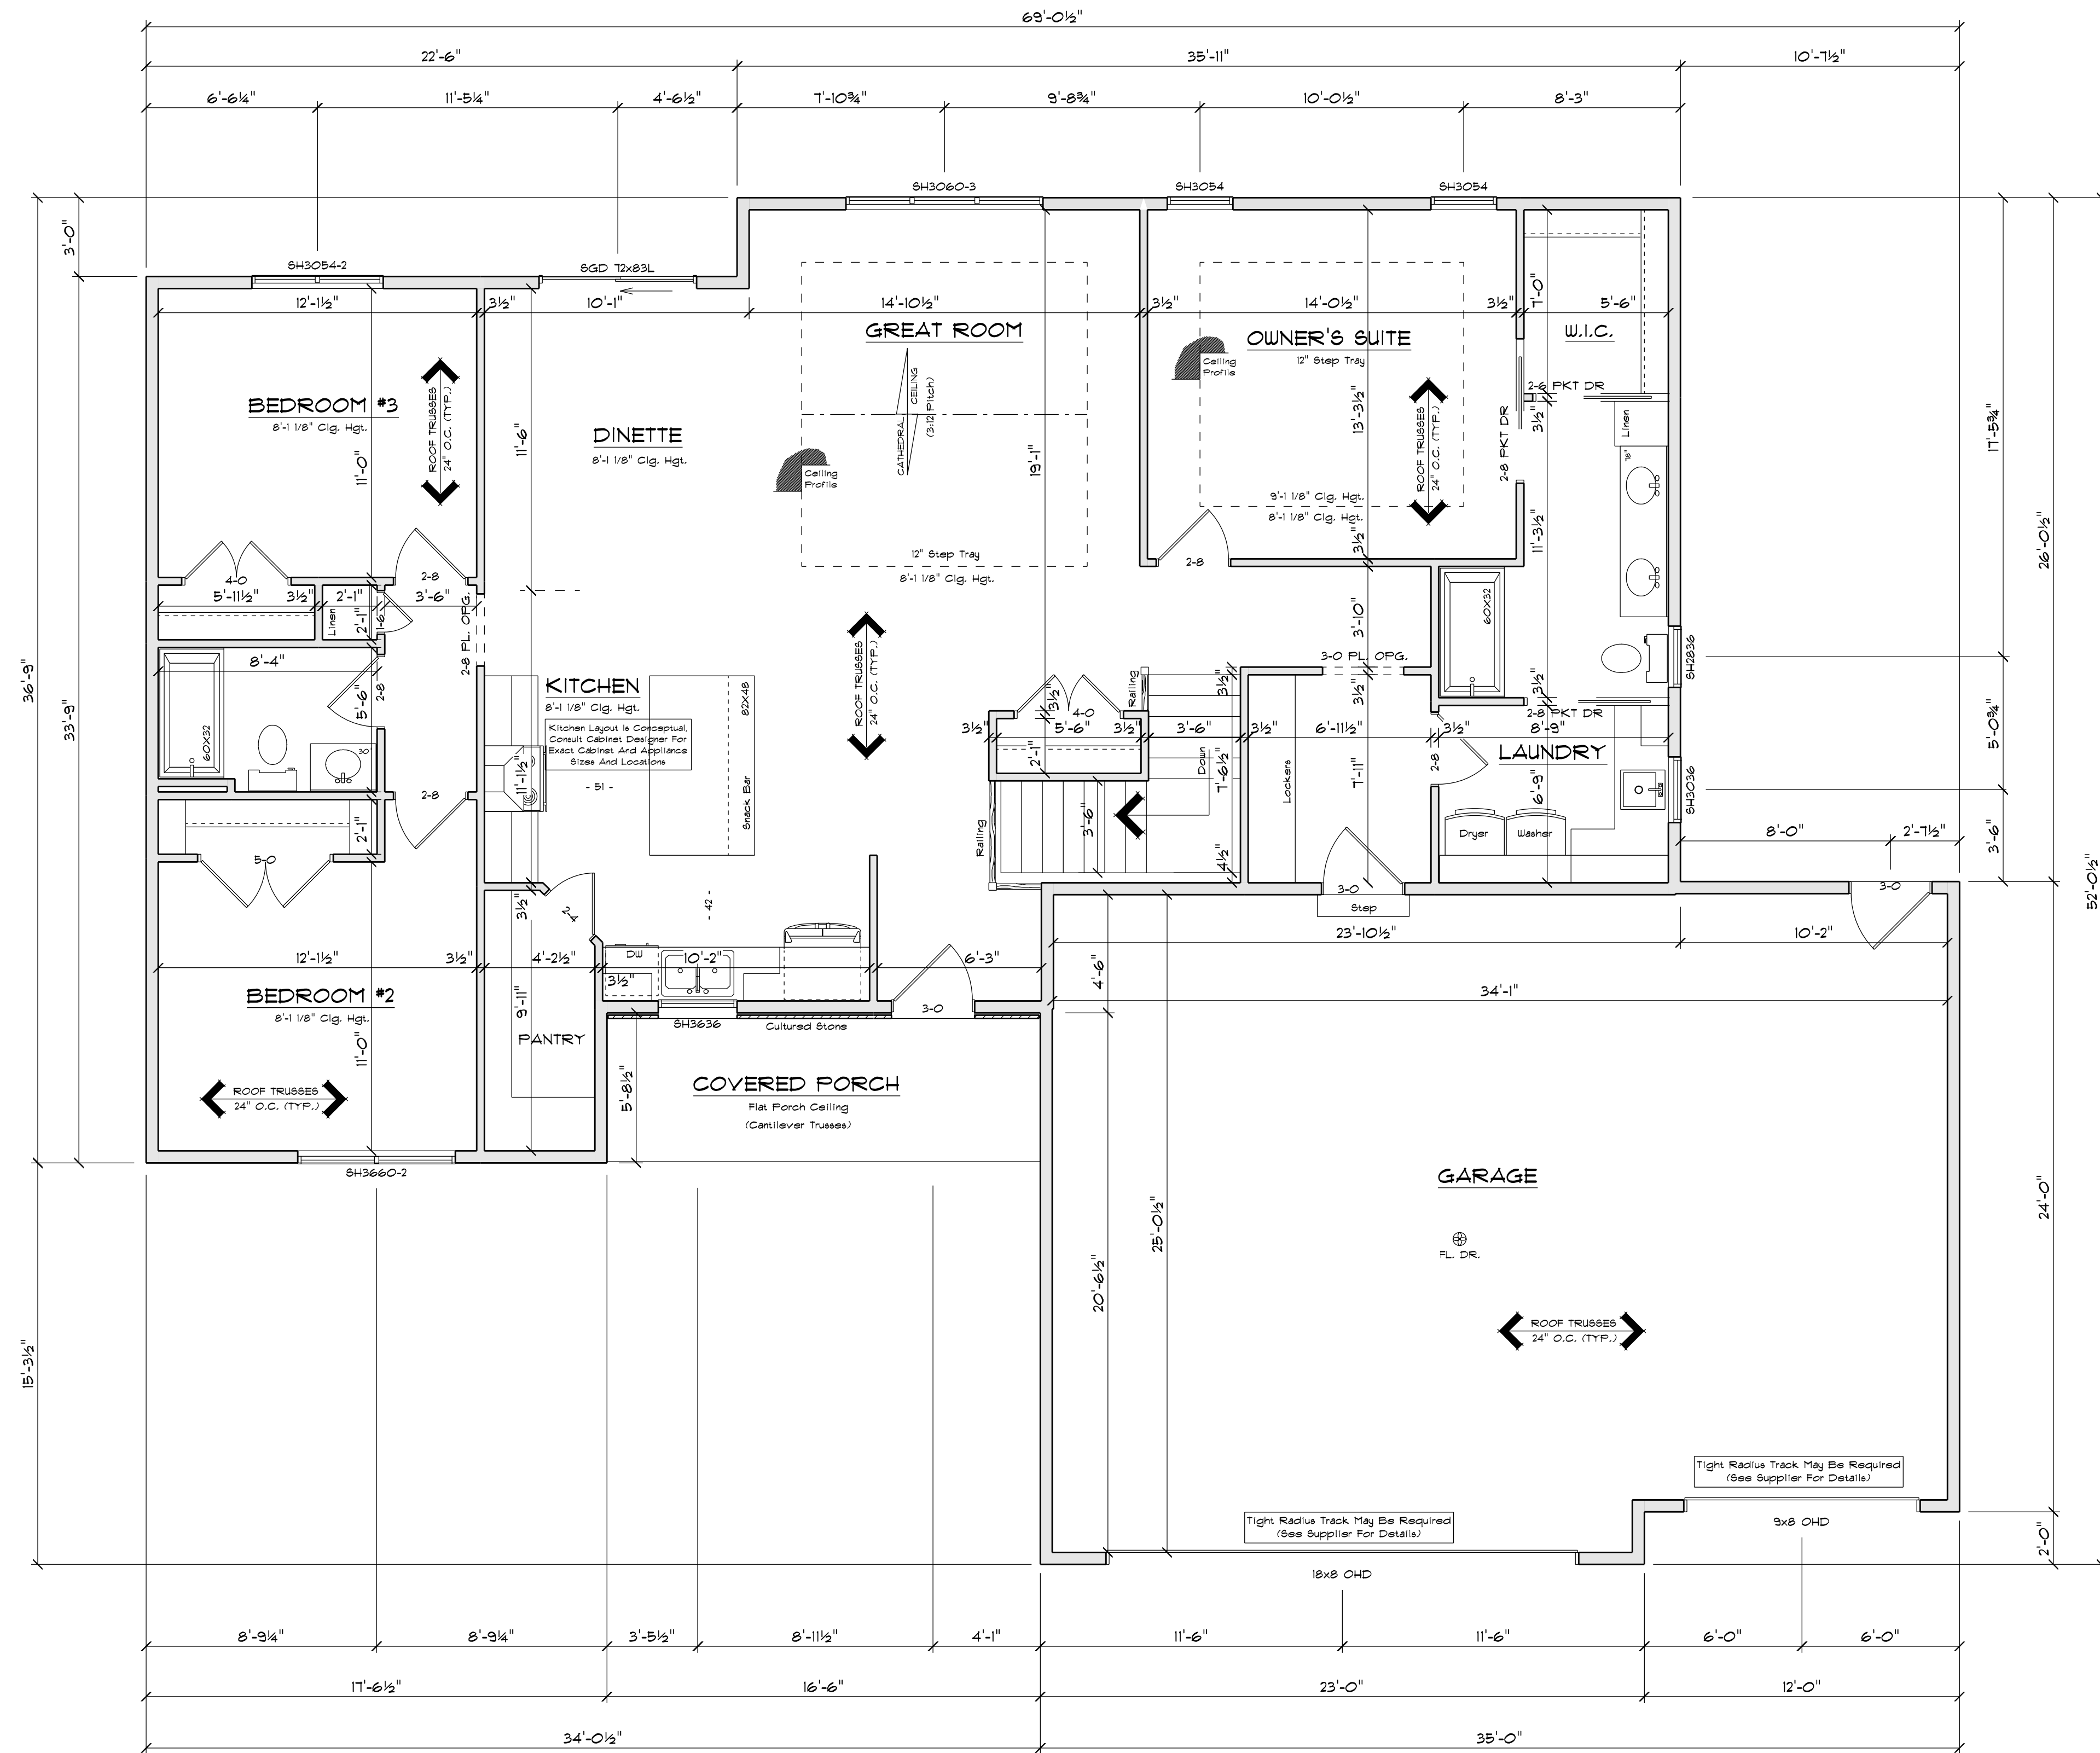 69'-0½"
22'-6"
35'-11"
10'-7½"
6'-6¼"
11'-5¼"
4'-6½"
7'-10¾"
9'-8¾"
10'-0½"
8'-3"
SH3060-3
SH3054
SH3054
3'-0"
SH3054-2
SGD 72x83L
12'-1½"
3½"
10'-1"
14'-10½"
3½"
14'-0½"
3½"
7'-0"
5'-6"
GREAT ROOM
OWNER'S SUITE
12" Step Tray
W.I.C.
Ceiling
Profile
CATHEDRAL CEILING
(3:12 Pitch)
BEDROOM #3
8'-1 1/8" Clg. Hgt.
ROOF TRUSSES
24" O.C. (TYP.)
11'-0"
11'-6"
DINETTE
8'-1 1/8" Clg. Hgt.
Ceiling
Profile
19'-1"
13'-3½"
ROOF TRUSSES
24" O.C. (TYP.)
2-8 PKT DR
2-6 PKT DR
3½"
Linen
78"
17'-5¾"
9'-1 1/8" Clg. Hgt.
8'-1 1/8" Clg. Hgt.
3½"
11'-3½"
12" Step Tray
8'-1 1/8" Clg. Hgt.
2-8
26'-0½"
4-0
2-8
5'-11½"
3½"
2'-1"
3'-6"
Linen
2'-1"
1-6
2-8 PL. OPG.
60X32
3'-10"
36'-9"
33'-9"
8'-4"
5'-6"
2-8
60X32
30"
KITCHEN
8'-1 1/8" Clg. Hgt.
Kitchen Layout Is Conceptual,
Consult Cabinet Designer For
Exact Cabinet And Appliance
Sizes And Locations
- 51 -
11'-1½"
82X48
Snack Bar
ROOF TRUSSES
24" O.C. (TYP.)
3-0 PL. OPG.
SH2836
Railing
3½"
4-0
3½"
3½"
3½"
2-8 PKT DR
3½"
5'-6"
3½"
3'-6"
3½"
6'-11½"
3½"
8'-9"
LAUNDRY
2'-1"
Down
7'-6½"
Lockers
7'-11"
2-8
6'-9"
5'-0¾"
SH3036
3'-6"
Railing
4½"
Dryer
Washer
8'-0"
2'-7½"
3'-6"
2-8
2'-1"
5-0
3-0
Step
3-0
52'-0½"
3½"
2-4
- 42 -
DW
23'-10½"
10'-2"
12'-1½"
3½"
4'-2½"
10'-2"
6'-3"
3½"
4'-6"
BEDROOM #2
8'-1 1/8" Clg. Hgt.
9'-11"
34'-1"
3-0
SH3636
Cultured Stone
PANTRY
11'-0"
5'-8½"
COVERED PORCH
Flat Porch Ceiling
(Cantilever Trusses)
ROOF TRUSSES
24" O.C. (TYP.)
SH3660-2
GARAGE
FL. DR.
25'-0½"
20'-6½"
24'-0"
ROOF TRUSSES
24" O.C. (TYP.)
15'-3½"
Tight Radius Track May Be Required
(See Supplier For Details)
Tight Radius Track May Be Required
(See Supplier For Details)
9x8 OHD
2'-0"
18x8 OHD
8'-9¼"
8'-9¼"
3'-5½"
8'-11½"
4'-1"
11'-6"
11'-6"
6'-0"
6'-0"
17'-6½"
16'-6"
23'-0"
12'-0"
34'-0½"
35'-0"